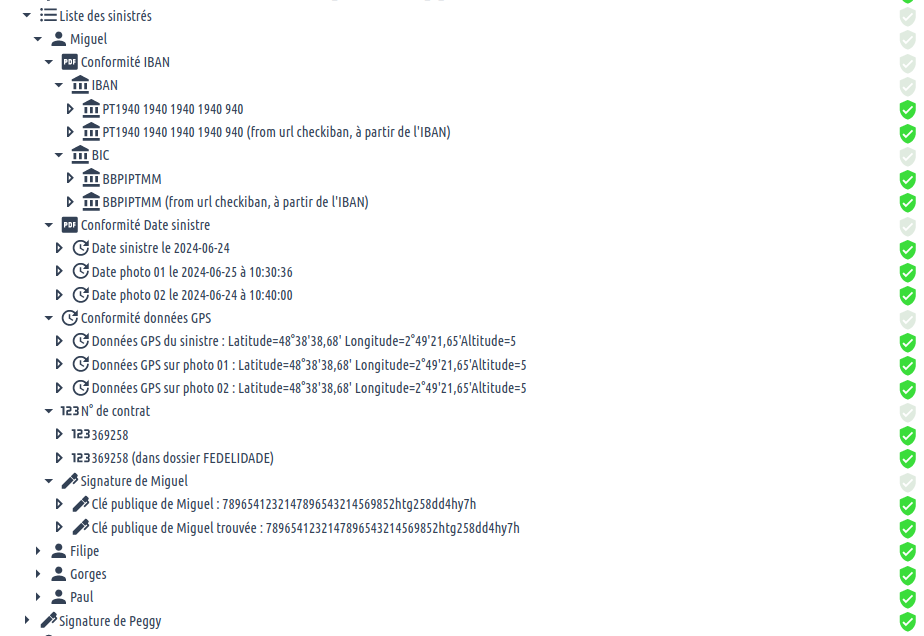 Liste des sinistrés
Miguel
PDF Conformité IBAN
IBAN
PT1940 1940 1940 1940 940
PT1940 1940 1940 1940 940 (from url checkiban, à partir de l'IBAN)
BIC
BBPIPTMM
BBPIPTMM (from url checkiban, à partir de l'IBAN)
PDF Conformité Date sinistre
Date sinistre le 2024-06-24
Date photo 01 le 2024-06-25 à 10:30:36
Date photo 02 le 2024-06-24 à 10:40:00
Conformité données GPS
Données GPS du sinistre : Latitude=48°38'38,68' Longitude=2°49'21,65'Altitude=5
Données GPS sur photo 01 : Latitude=48°38'38,68' Longitude=2°49'21,65'Altitude=5
Données GPS sur photo 02 : Latitude=48°38'38,68' Longitude=2°49'21,65'Altitude=5
123 N° de contrat
123 369258
123 369258 (dans dossier FEDELIDADE)
Signature de Miguel
Clé publique de Miguel : 7896541232147896543214569852htg258dd4hy7h
Clé publique de Miguel trouvée : 7896541232147896543214569852htg258dd4hy7h
Filipe
Gorges
Paul
Signature de Peggy